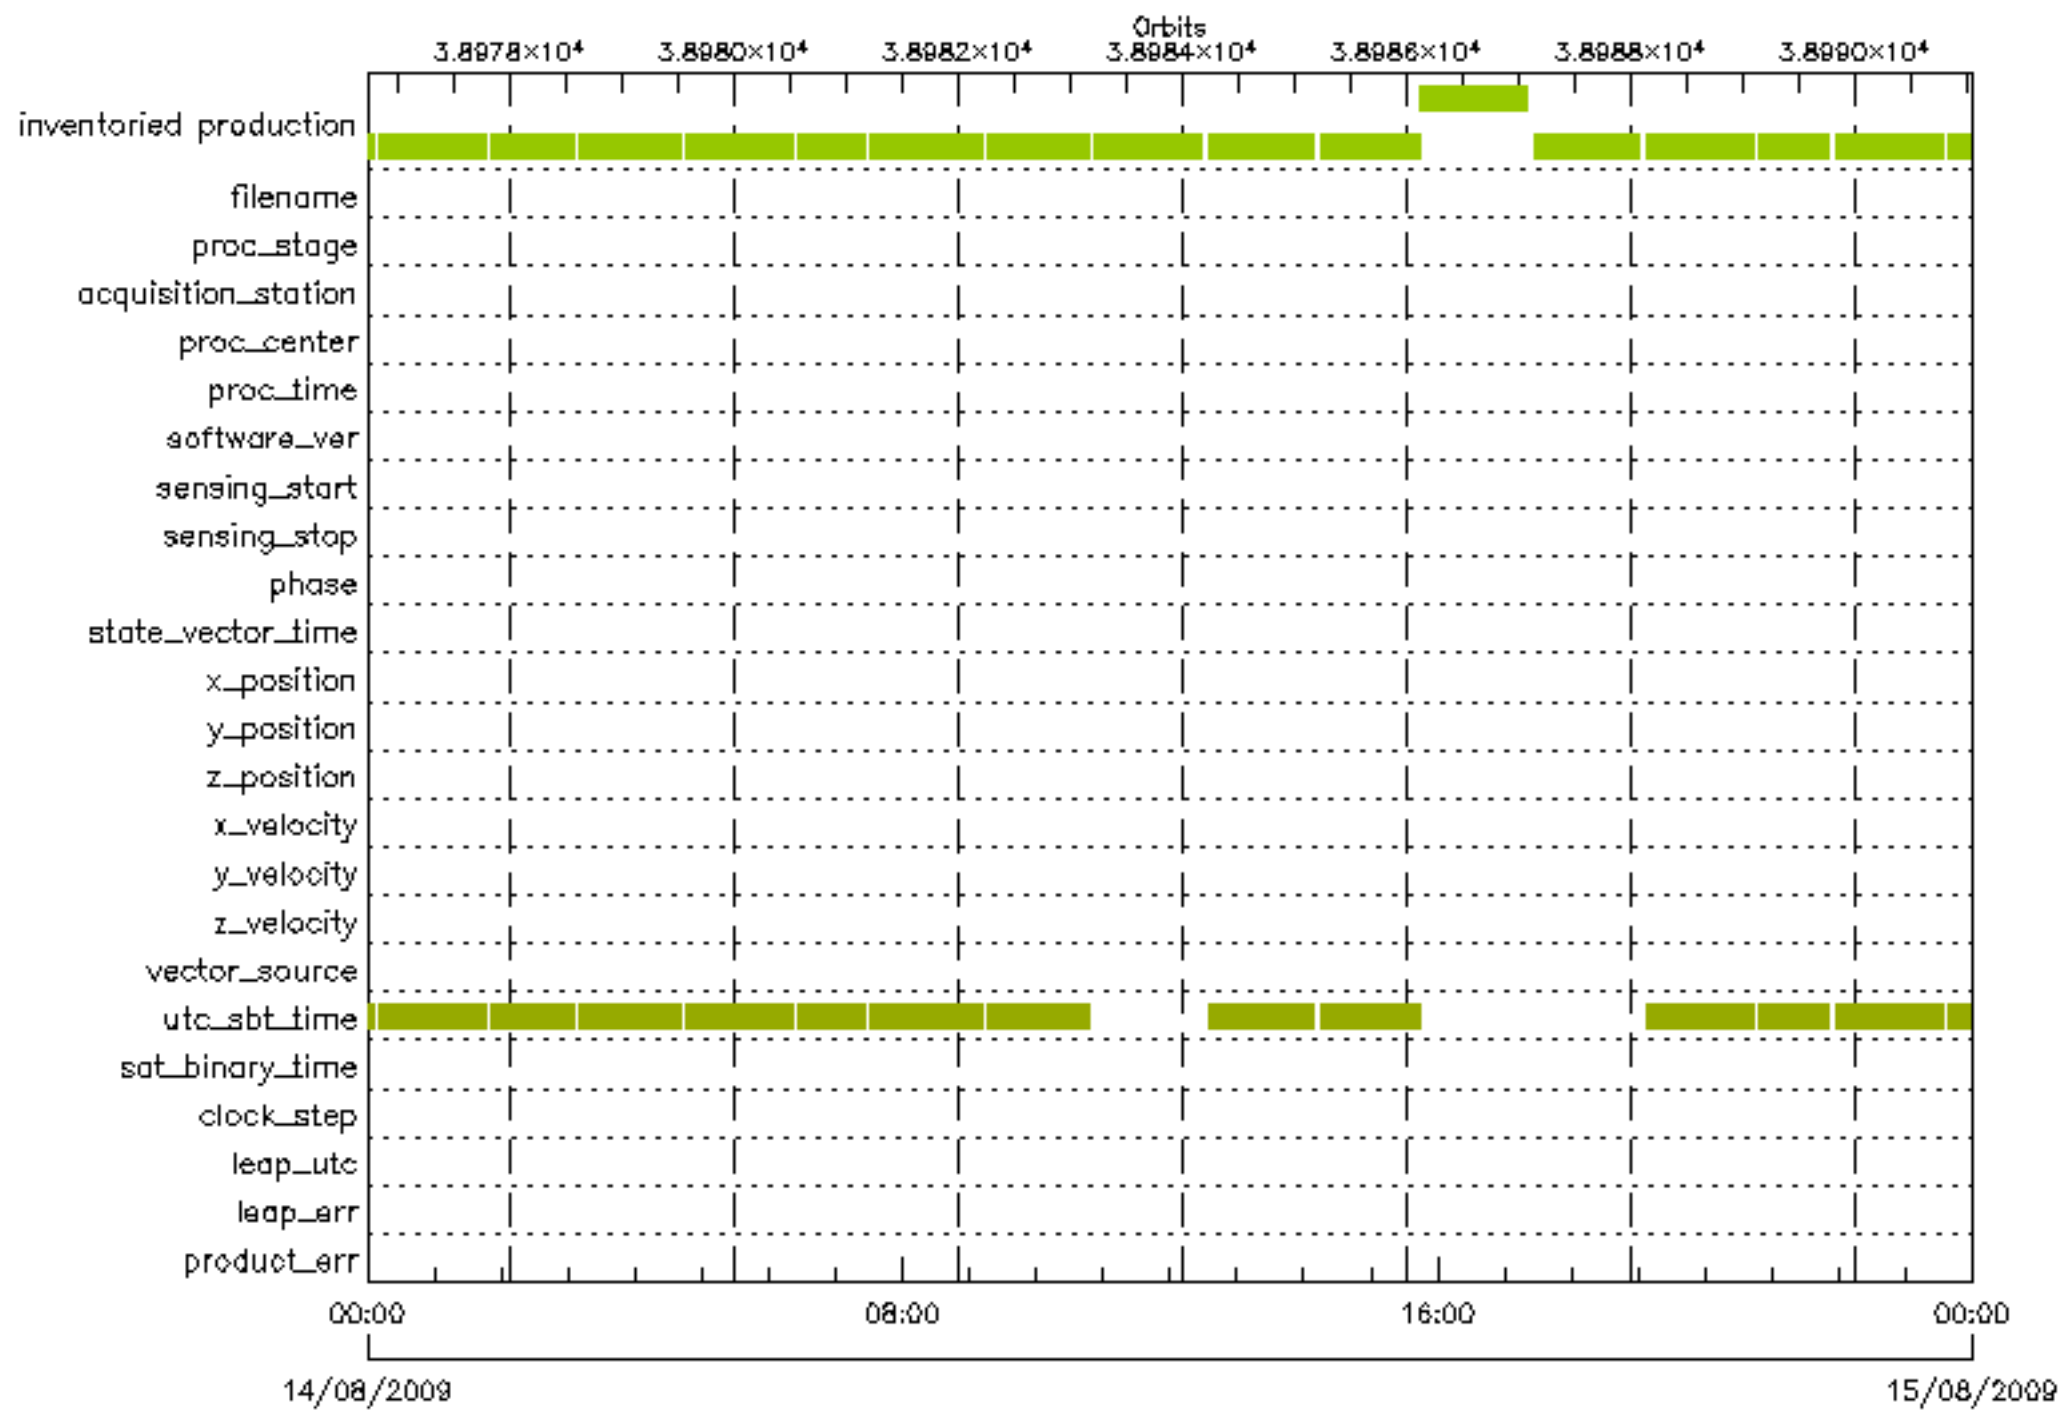 Orbits
3.8978×10⁴ 3.8980×10⁴ 3.8982×10⁴ 3.8984×10⁴ 3.8986×10⁴ 3.8988×10⁴ 3.8990×10⁴
inventoried production
filename
proc_stage
acquisition_station
proc_center
proc_time
software_ver
sensing_start
sensing_stop
phase
state_vector_time
x_position
y_position
z_position
x_velocity
y_velocity
z_velocity
vector_source
utc_sbt_time
sat_binary_time
clock_step
leap_utc
leap_err
product_err
00:00 08:00 16:00 00:00
14/08/2009 15/08/2009